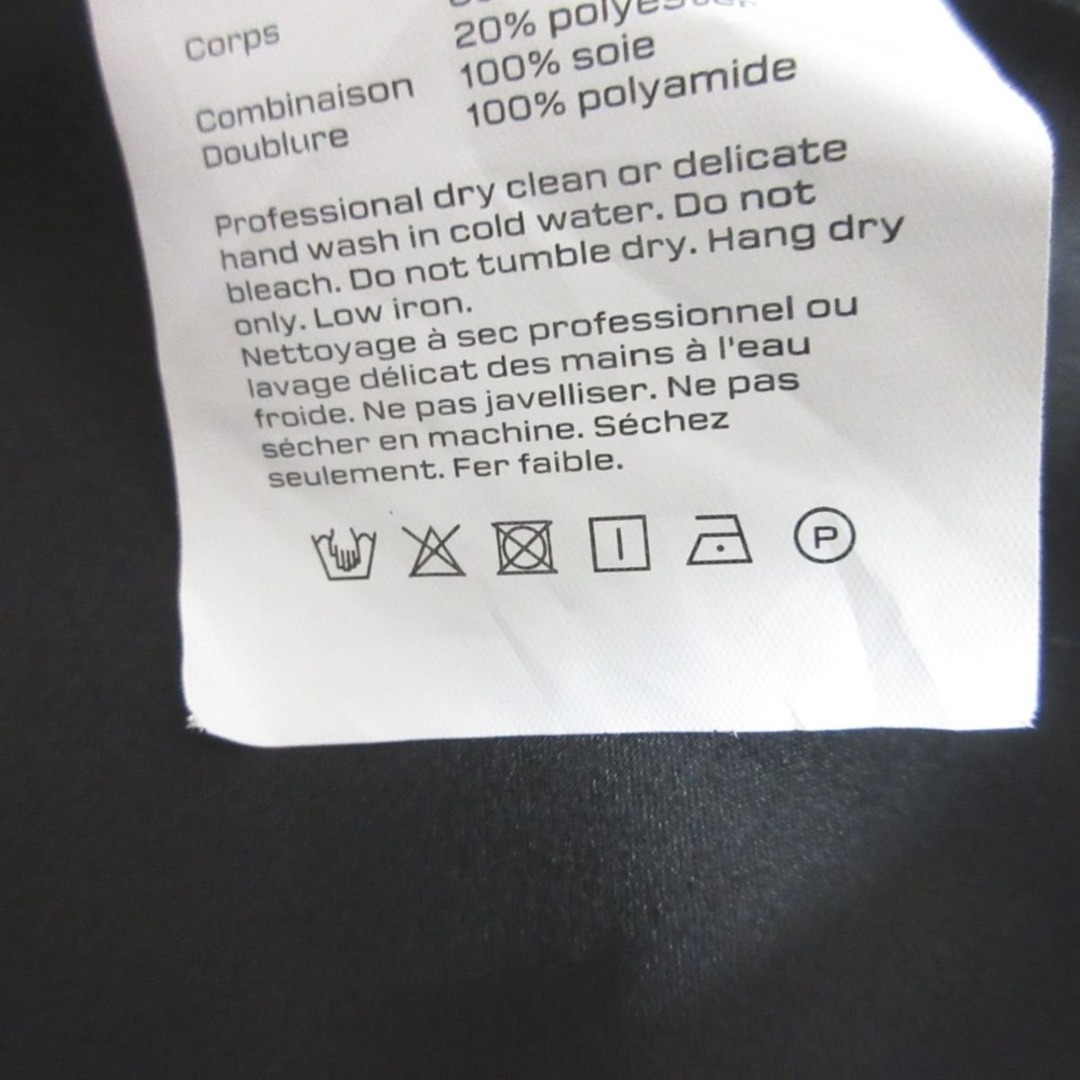 Corps 20% polyester
100% soie
Combinaison 100% polyamide
Doublure
Professional dry clean or delicate
hand wash in cold water. Do not
bleach. Do not tumble dry. Hang dry
only. Low iron.
Nettoyage à sec professionnel ou
lavage délicat des mains à l'eau
froide. Ne pas javelliser. Ne pas
sécher en machine. Séchez
seulement. Fer faible.
P